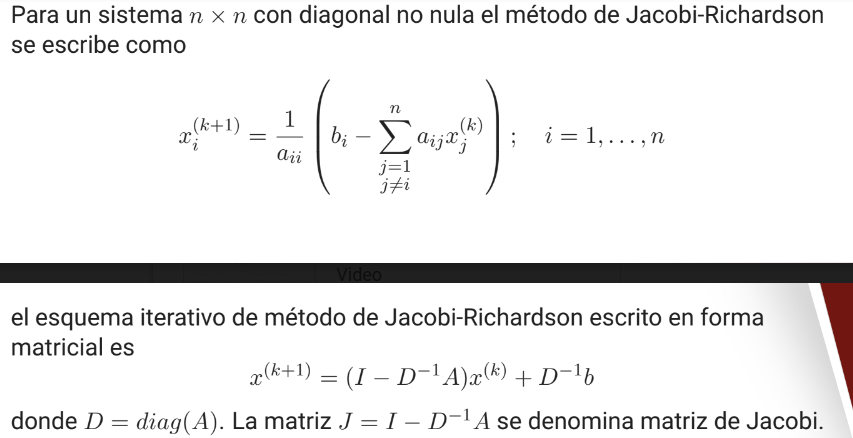 Para un sistema n × n con diagonal no nula el método de Jacobi-Richardson
se escribe como
x_i^{(k+1)} = \frac{1}{a_{ii}} \left( b_i - \sum_{\substack{j=1 \\ j \neq i}}^{n} a_{ij} x_j^{(k)} \right) ; i = 1, . . . , n
Video
el esquema iterativo de método de Jacobi-Richardson escrito en forma
matricial es
x^{(k+1)} = (I - D^{-1}A)x^{(k)} + D^{-1}b
donde D = diag(A). La matriz J = I - D^{-1}A se denomina matriz de Jacobi.